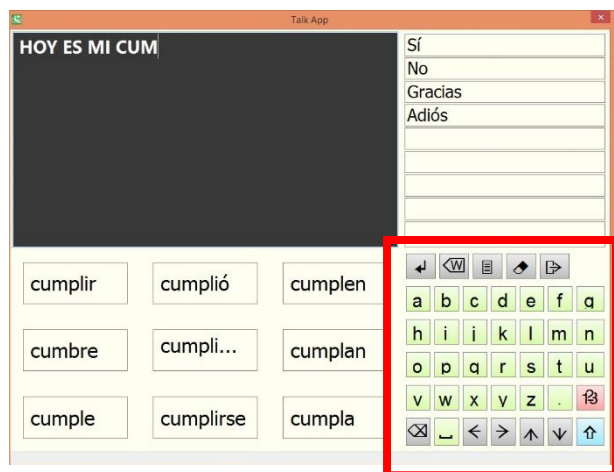 Talk App
HOY ES MI CUM
Sí
No
Gracias
Adiós
cumplir cumplió cumplen
cumbre cumpli... cumplan
cumple cumplirse cumpla
W
a b c d e f g
h i j k l m n
o p q r s t u
v w x y z . 123